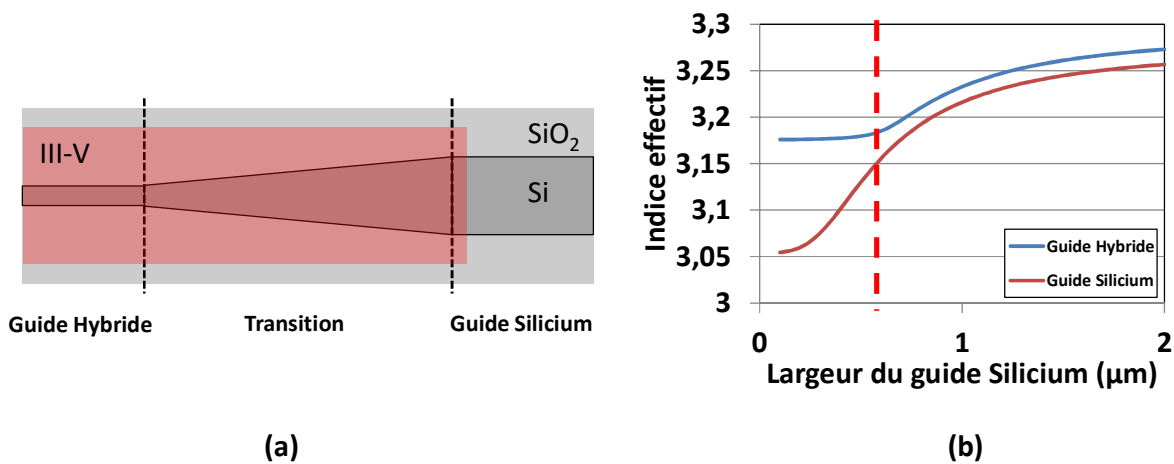 III-V
SiO₂
Si
Guide Hybride
Transition
Guide Silicium
(a)
3,3
3,25
3,2
3,15
3,1
3,05
3
Indice effectif
Guide Hybride
Guide Silicium
0
1
2
Largeur du guide Silicium (µm)
(b)